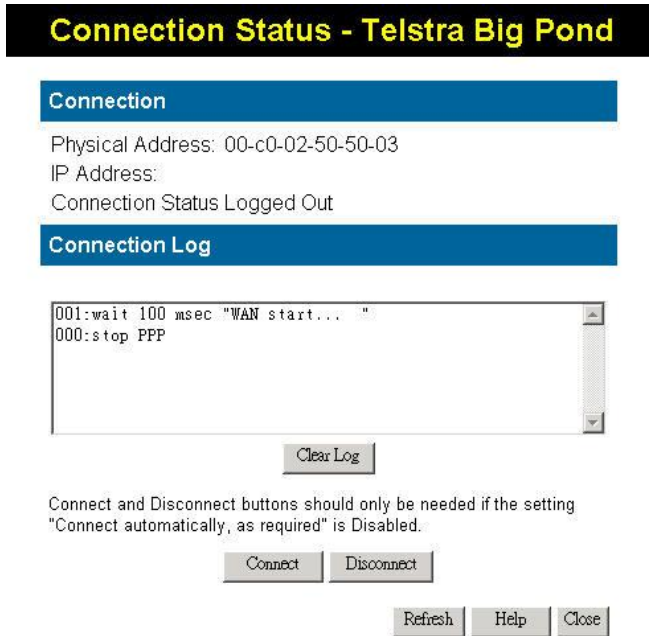 Connection Status - Telstra Big Pond
Connection
Physical Address: 00-c0-02-50-50-03
IP Address:
Connection Status Logged Out
Connection Log
001:wait 100 msec "WAN start...  "
000:stop PPP
Clear Log
Connect and Disconnect buttons should only be needed if the setting
"Connect automatically, as required" is Disabled.
Connect Disconnect
Refresh Help Close